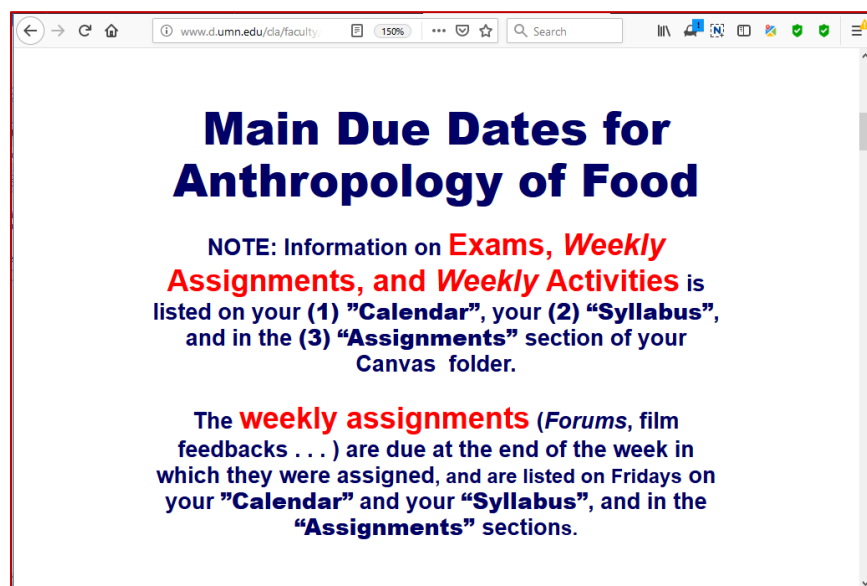 www.d.umn.edu/cla/faculty
150%
Search
Main Due Dates for
Anthropology of Food
NOTE: Information on Exams, Weekly
Assignments, and Weekly Activities is
listed on your (1) ”Calendar”, your (2) “Syllabus”,
and in the (3) “Assignments” section of your
Canvas folder.
The weekly assignments (Forums, film
feedbacks . . . ) are due at the end of the week in
which they were assigned, and are listed on Fridays on
your ”Calendar” and your “Syllabus”, and in the
“Assignments” sections.